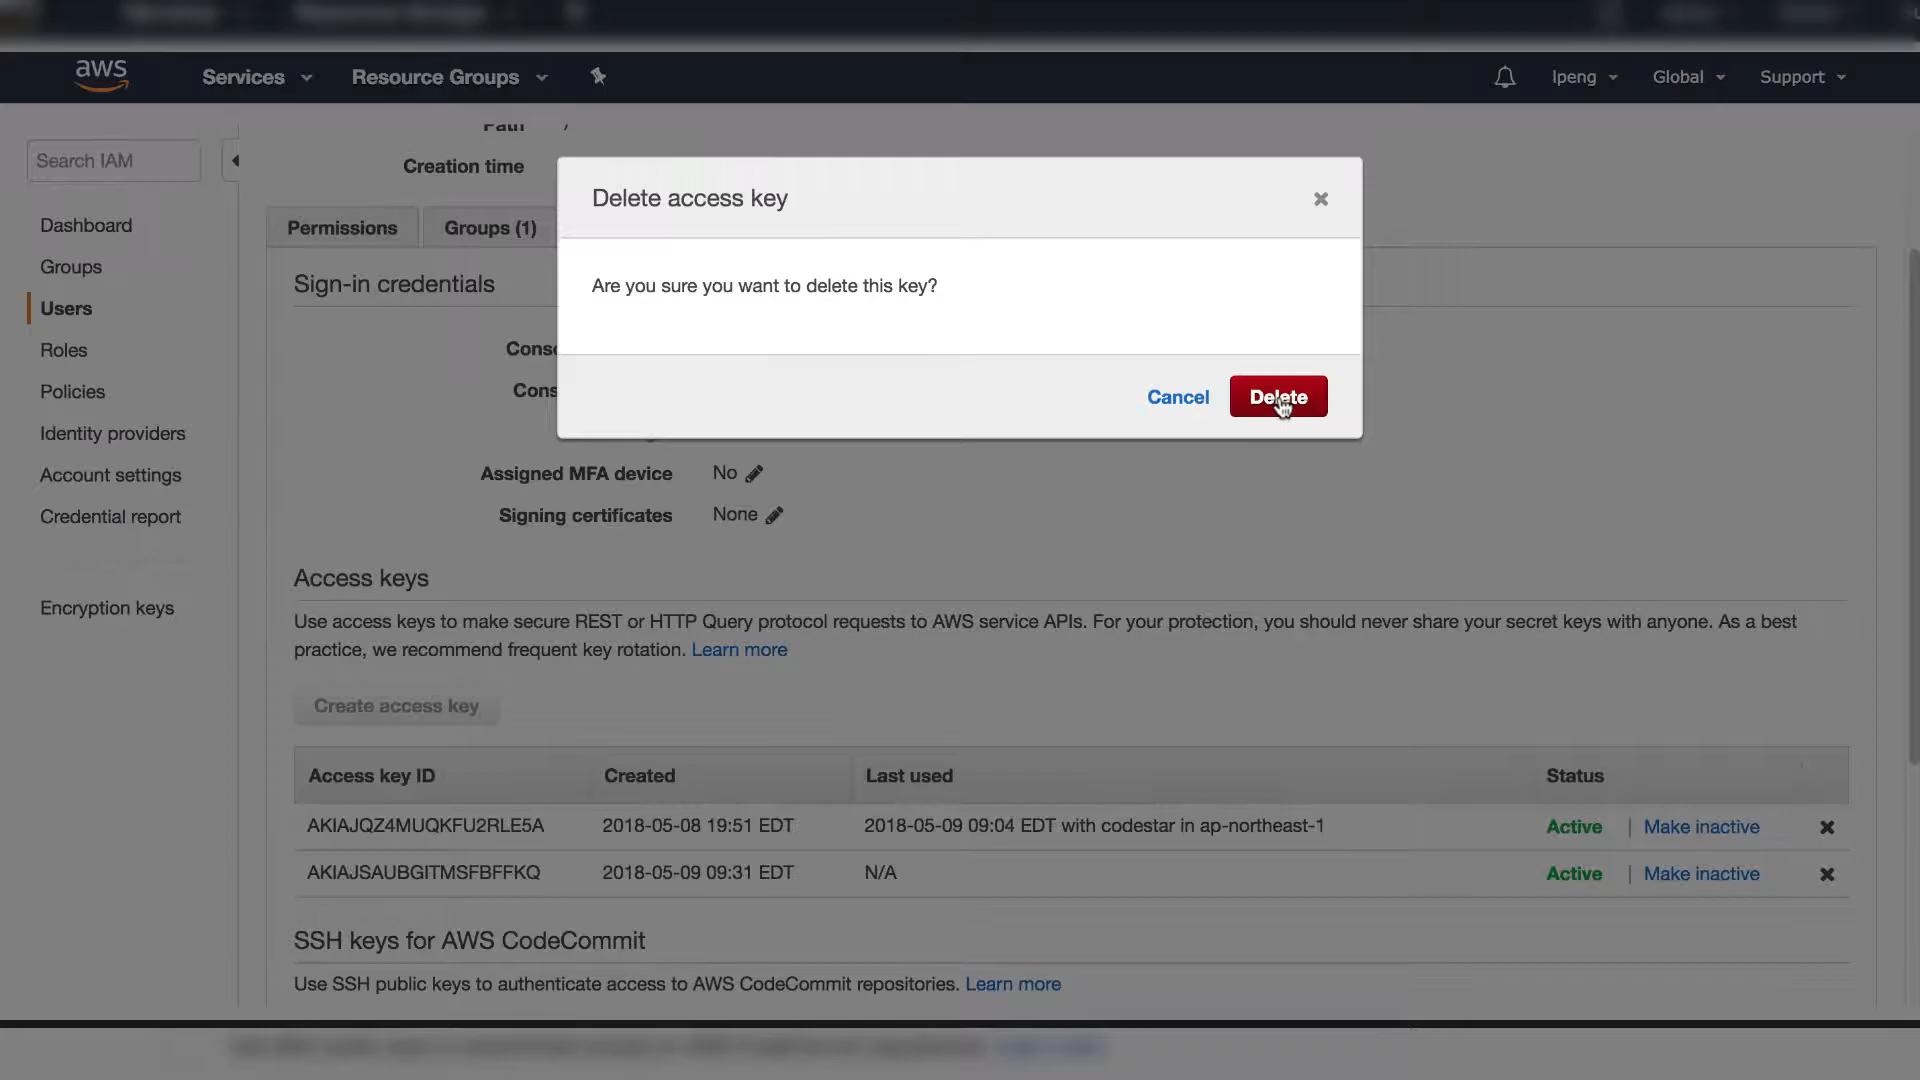 aws
Services
Resource Groups
Ipeng
Global
Support
Search IAM
Dashboard
Groups
Users
Roles
Policies
Identity providers
Account settings
Credential report
Encryption keys
Path /
Creation time
Permissions
Groups (1)
Delete access key
Are you sure you want to delete this key?
Cancel
Delete
Sign-in credentials
Assigned MFA device No
Signing certificates None
Access keys
Use access keys to make secure REST or HTTP Query protocol requests to AWS service APIs. For your protection, you should never share your secret keys with anyone. As a best
practice, we recommend frequent key rotation. Learn more
Create access key
Access key ID Created Last used Status
AKIAJQZ4MUQKFU2RLE5A 2018-05-08 19:51 EDT 2018-05-09 09:04 EDT with codestar in ap-northeast-1 Active | Make inactive
AKIAJSAUBGITMSFBFFKQ 2018-05-09 09:31 EDT N/A Active | Make inactive
SSH keys for AWS CodeCommit
Use SSH public keys to authenticate access to AWS CodeCommit repositories. Learn more